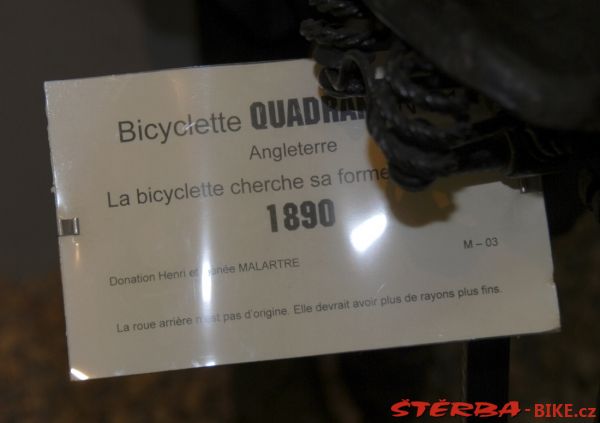 Bicyclette QUADRA
Angleterre
La bicyclette cherche sa forme
1890
M – 03
Donation Henri et MALARTRE
La roue arrière n'est pas d'origine. Elle devrait avoir plus de rayons plus fins.
ŠTĚRBA-BIKE.cz